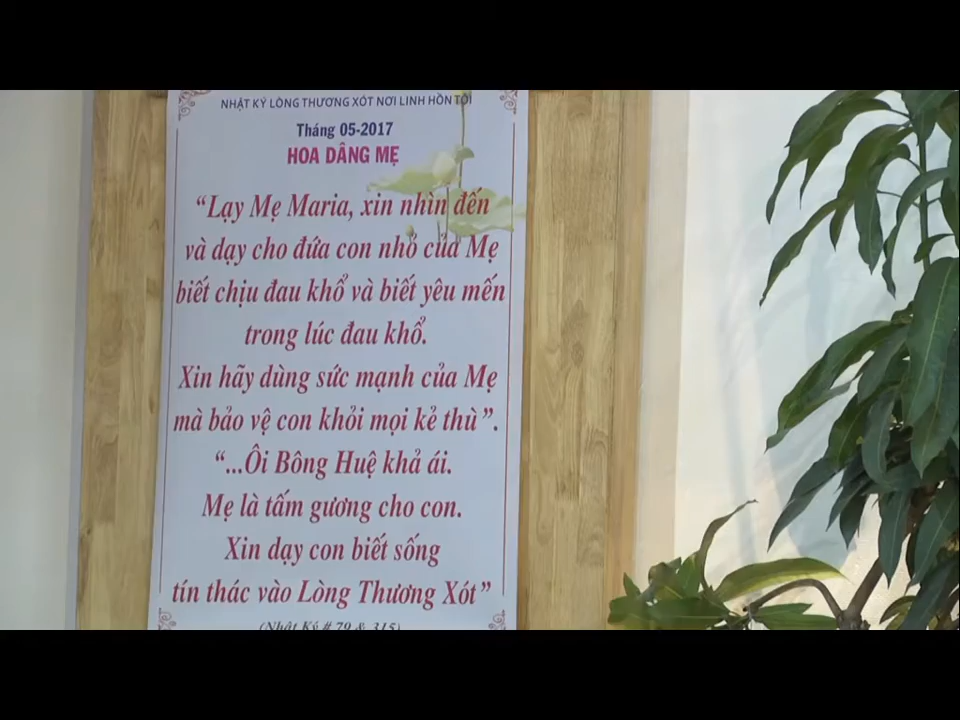 NHẬT KÝ LÒNG THƯƠNG XÓT NƠI LINH HỒN TÔI
Tháng 05-2017
HOA DÂNG MẸ
“Lạy Mẹ Maria, xin nhìn đến
và dạy cho đứa con nhỏ của Mẹ
biết chịu đau khổ và biết yêu mến
trong lúc đau khổ.
Xin hãy dùng sức mạnh của Mẹ
mà bảo vệ con khỏi mọi kẻ thù”.
“...Ôi Bông Huệ khả ái.
Mẹ là tấm gương cho con.
Xin dạy con biết sống
tín thác vào Lòng Thương Xót”
(Nhật Ký # 79 & 315)